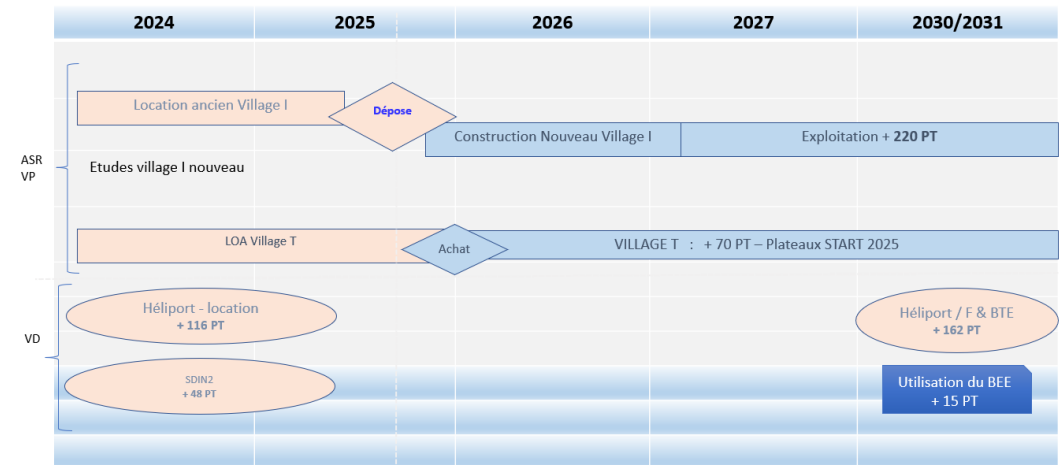 2024 2025 2026 2027 2030/2031
Location ancien Village I
Dépose
Construction Nouveau Village I
Exploitation + 220 PT
ASR
VP
Etudes village I nouveau
LOA Village T
Achat
VILLAGE T : + 70 PT – Plateaux START 2025
VD
Héliport - location
+ 116 PT
Héliport / F & BTE
+ 162 PT
SDIN2
+ 48 PT
Utilisation du BEE
+ 15 PT